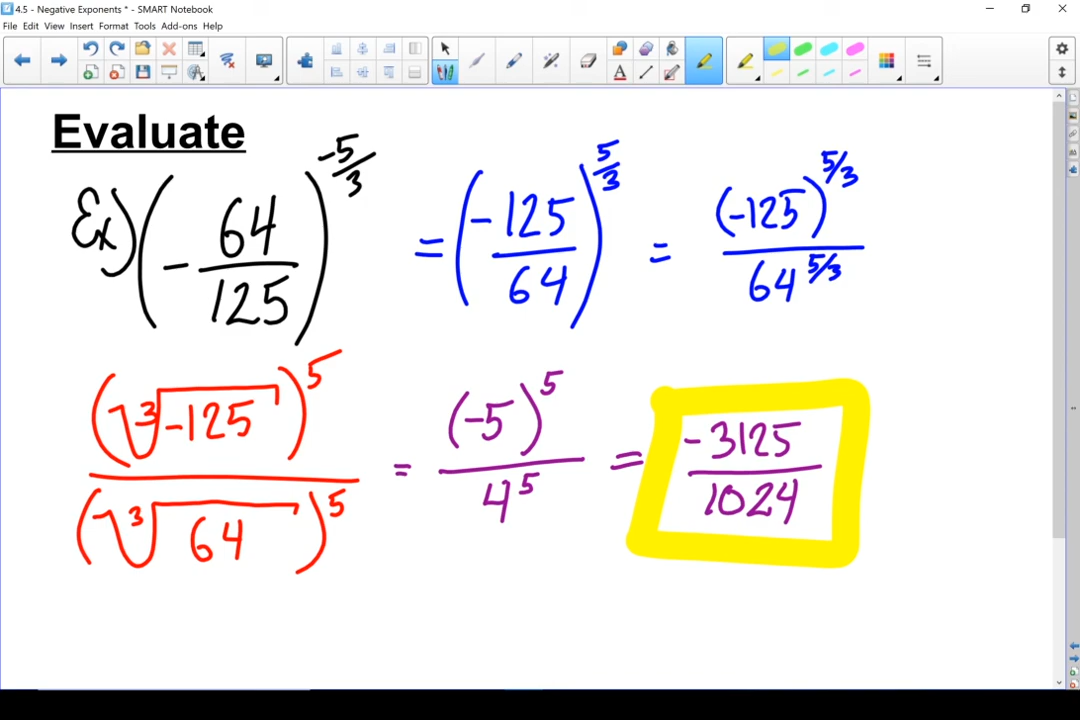 4.5 - Negative Exponents * - SMART Notebook
File Edit View Insert Format Tools Add-ons Help
Evaluate
Ex) (- 64/125)^(-5/3) = (-125/64)^(5/3) = (-125)^(5/3) / 64^(5/3)
(∛-125)^5 / (∛64)^5 = (-5)^5 / 4^5 = -3125/1024